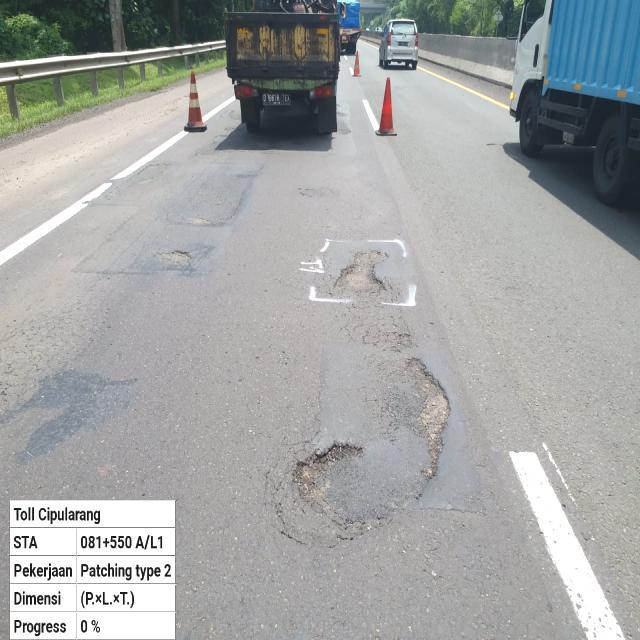 Toll Cipularang
STA 081+550 A/L1
Pekerjaan Patching type 2
Dimensi (P.×L.×T.)
Progress 0 %